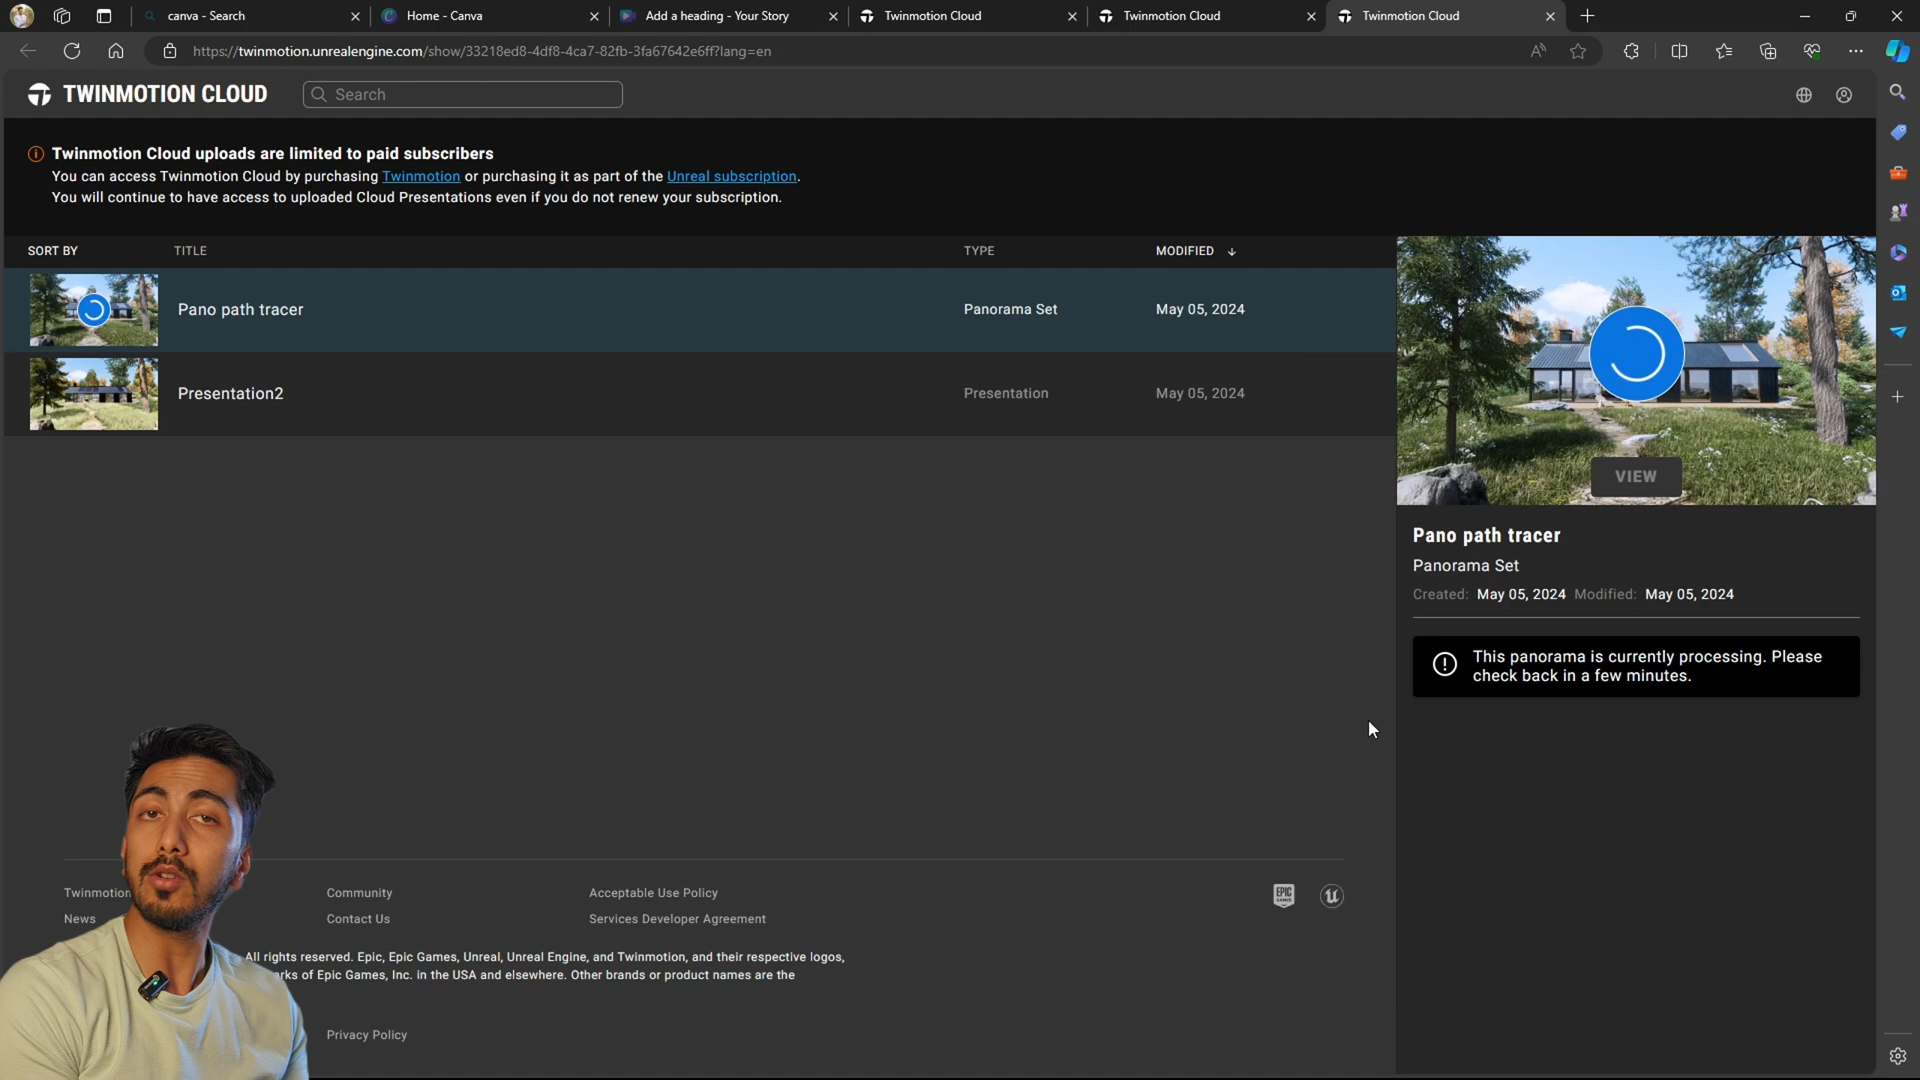 canva - Search
Home - Canva
Add a heading - Your Story
Twinmotion Cloud
Twinmotion Cloud
Twinmotion Cloud
https://twinmotion.unrealengine.com/show/33218ed8-4df8-4ca7-82fb-3fa67642e6ff?lang=en
TWINMOTION CLOUD
Search
Twinmotion Cloud uploads are limited to paid subscribers
You can access Twinmotion Cloud by purchasing Twinmotion or purchasing it as part of the Unreal subscription.
You will continue to have access to uploaded Cloud Presentations even if you do not renew your subscription.
SORT BY TITLE TYPE MODIFIED
Pano path tracer Panorama Set May 05, 2024
Presentation2 Presentation May 05, 2024
VIEW
Pano path tracer
Panorama Set
Created: May 05, 2024 Modified: May 05, 2024
This panorama is currently processing. Please
check back in a few minutes.
Twinmotion Community Acceptable Use Policy
News Contact Us Services Developer Agreement
EPIC GAMES
All rights reserved. Epic, Epic Games, Unreal, Unreal Engine, and Twinmotion, and their respective logos,
of Epic Games, Inc. in the USA and elsewhere. Other brands or product names are the
Privacy Policy